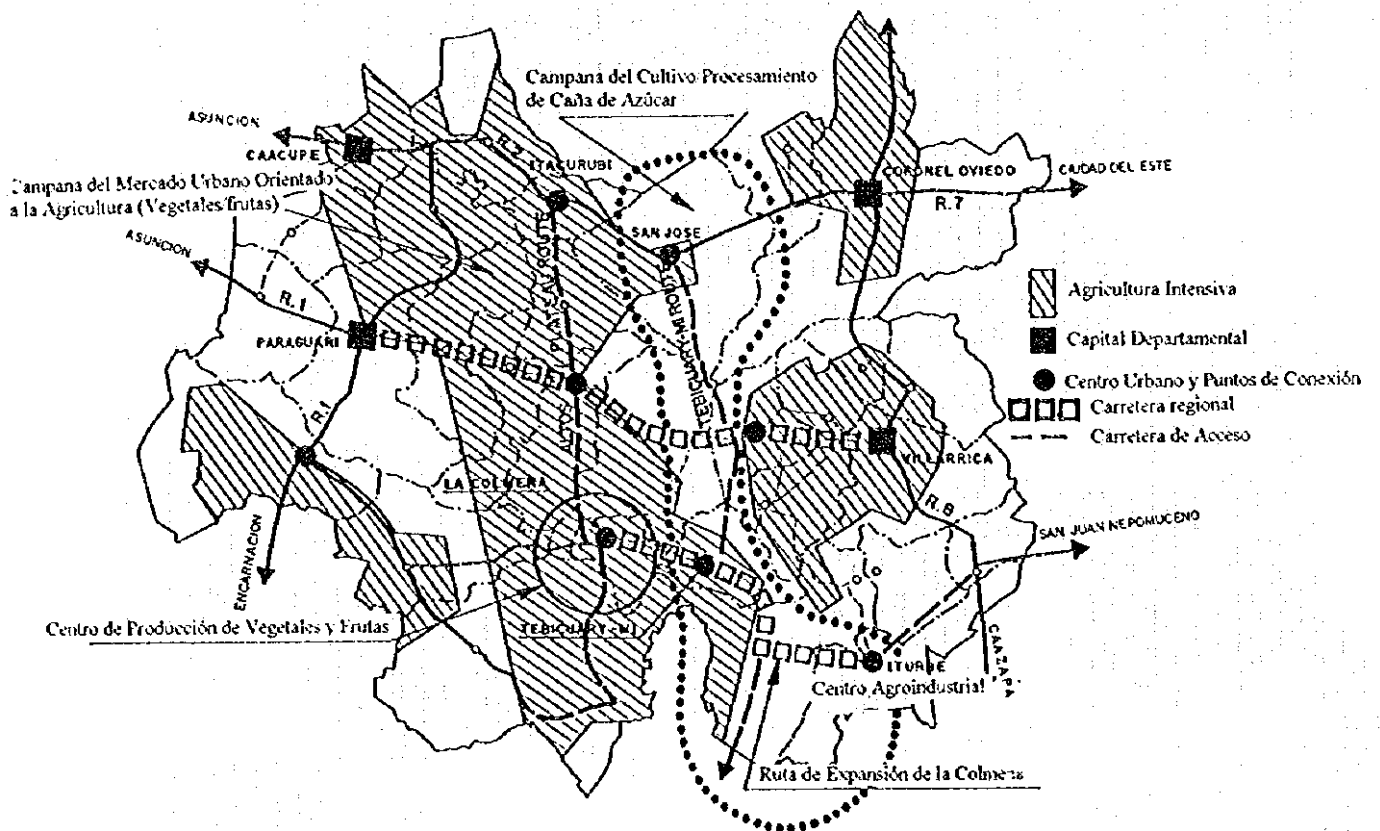 Campana del Cultivo Procesamiento
de Caña de Azúcar
ASUNCION
CAACUPE
R.2
ITACURUBI
CORONEL OVIEDO
CIUDAD DEL ESTE
R.7
Campana del Mercado Urbano Orientado
a la Agricultura (Vegetales/frutas)
SAN JOSE
ASUNCION
R.1
PARAGUARI
Agricultura Intensiva
Capital Departamental
Centro Urbano y Puntos de Conexión
Carretera regional
Carretera de Acceso
R.1
VILLARRICA
LA COLMENA
R.8
SAN JUAN NEPOMUCENO
ENCARNACION
Centro de Producción de Vegetales y Frutas
TEBICUARY-MI
ITURBE
CAAZAPA
Centro Agroindustrial
Ruta de Expansión de la Colmena